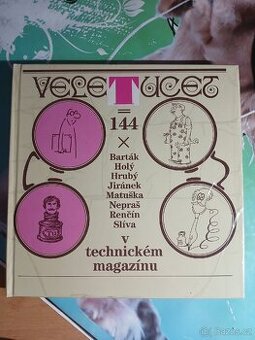 VELETUCET
=
144
×
Barták
Holý
Hrubý
Jiránek
Matuška
Nepraš
Renčín
Slíva
v
technickém
magazínu